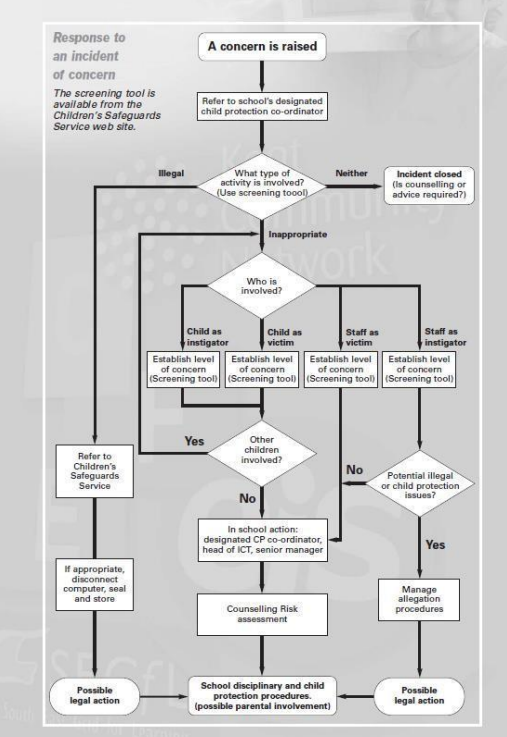 Response to
an incident
of concern
The screening tool is
available from the
Children's Safeguards
Service web site.
A concern is raised
Refer to school's designated
child protection co-ordinator
Illegal
What type of
activity is involved?
(Use screening toool)
Neither
Incident closed
(Is counselling or
advice required?)
Inappropriate
Who is
involved?
Child as
instigator
Child as
victim
Staff as
victim
Staff as
instigator
Establish level
of concern
(Screening tool)
Establish level
of concern
(Screening tool)
Establish level
of concern
(Screening tool)
Establish level
of concern
(Screening tool)
Yes
Other
children
involved?
No
Refer to
Children's
Safeguards
Service
No
Potential illegal
or child protection
issues?
Yes
In school action:
designated CP co-ordinator,
head of ICT, senior manager
If appropriate,
disconnect
computer, seal
and store
Counselling Risk
assessment
Manage
allegation
procedures
Possible
legal action
School disciplinary and child
protection procedures.
(possible parental involvement)
Possible
legal action